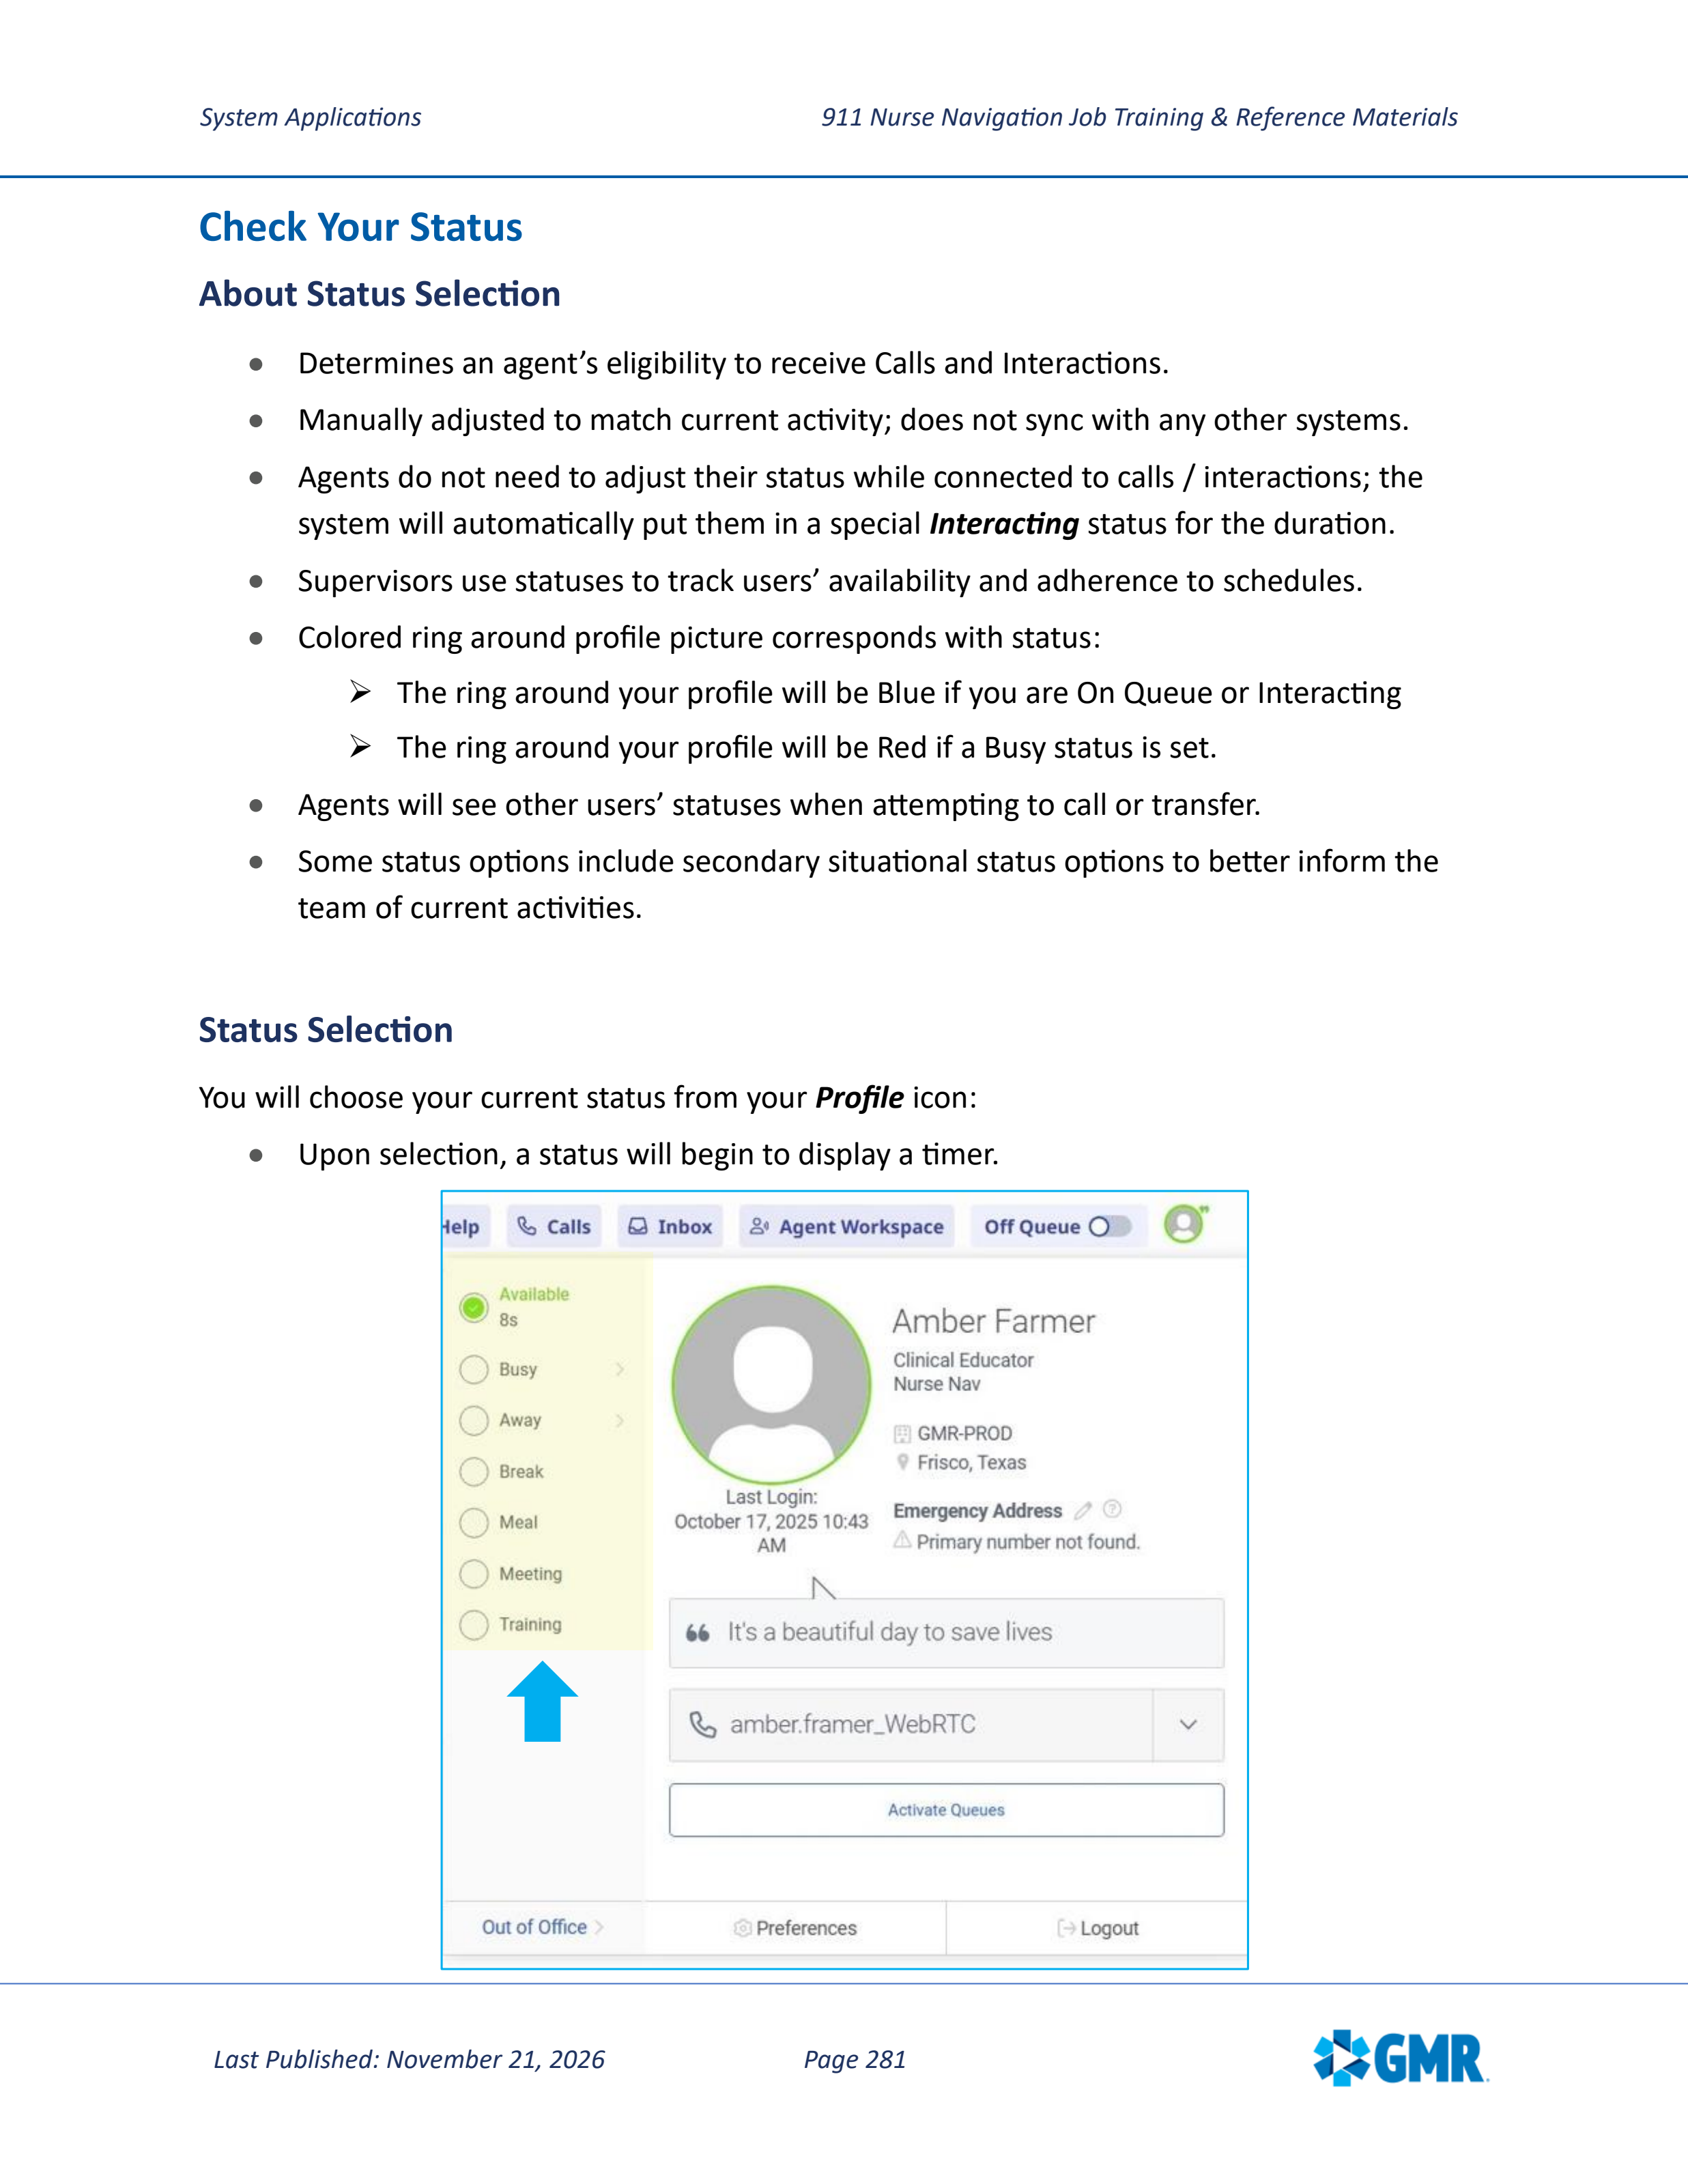 System Applications
911 Nurse Navigation Job Training & Reference Materials
Check Your Status
About Status Selection
● Determines an agent’s eligibility to receive Calls and Interactions.
● Manually adjusted to match current activity; does not sync with any other systems.
● Agents do not need to adjust their status while connected to calls / interactions; the
system will automatically put them in a special Interacting status for the duration.
● Supervisors use statuses to track users’ availability and adherence to schedules.
● Colored ring around profile picture corresponds with status:
➢ The ring around your profile will be Blue if you are On Queue or Interacting
➢ The ring around your profile will be Red if a Busy status is set.
● Agents will see other users’ statuses when attempting to call or transfer.
● Some status options include secondary situational status options to better inform the
team of current activities.
Status Selection
You will choose your current status from your Profile icon:
● Upon selection, a status will begin to display a timer.
Help
Calls
Inbox
Agent Workspace
Off Queue
Available
8s
Busy
Away
Break
Meal
Meeting
Training
Amber Farmer
Clinical Educator
Nurse Nav
GMR-PROD
Frisco, Texas
Last Login:
October 17, 2025 10:43
AM
Emergency Address
Primary number not found.
It's a beautiful day to save lives
amber.framer_WebRTC
Activate Queues
Out of Office
Preferences
Logout
Last Published: November 21, 2026
Page 281
GMR